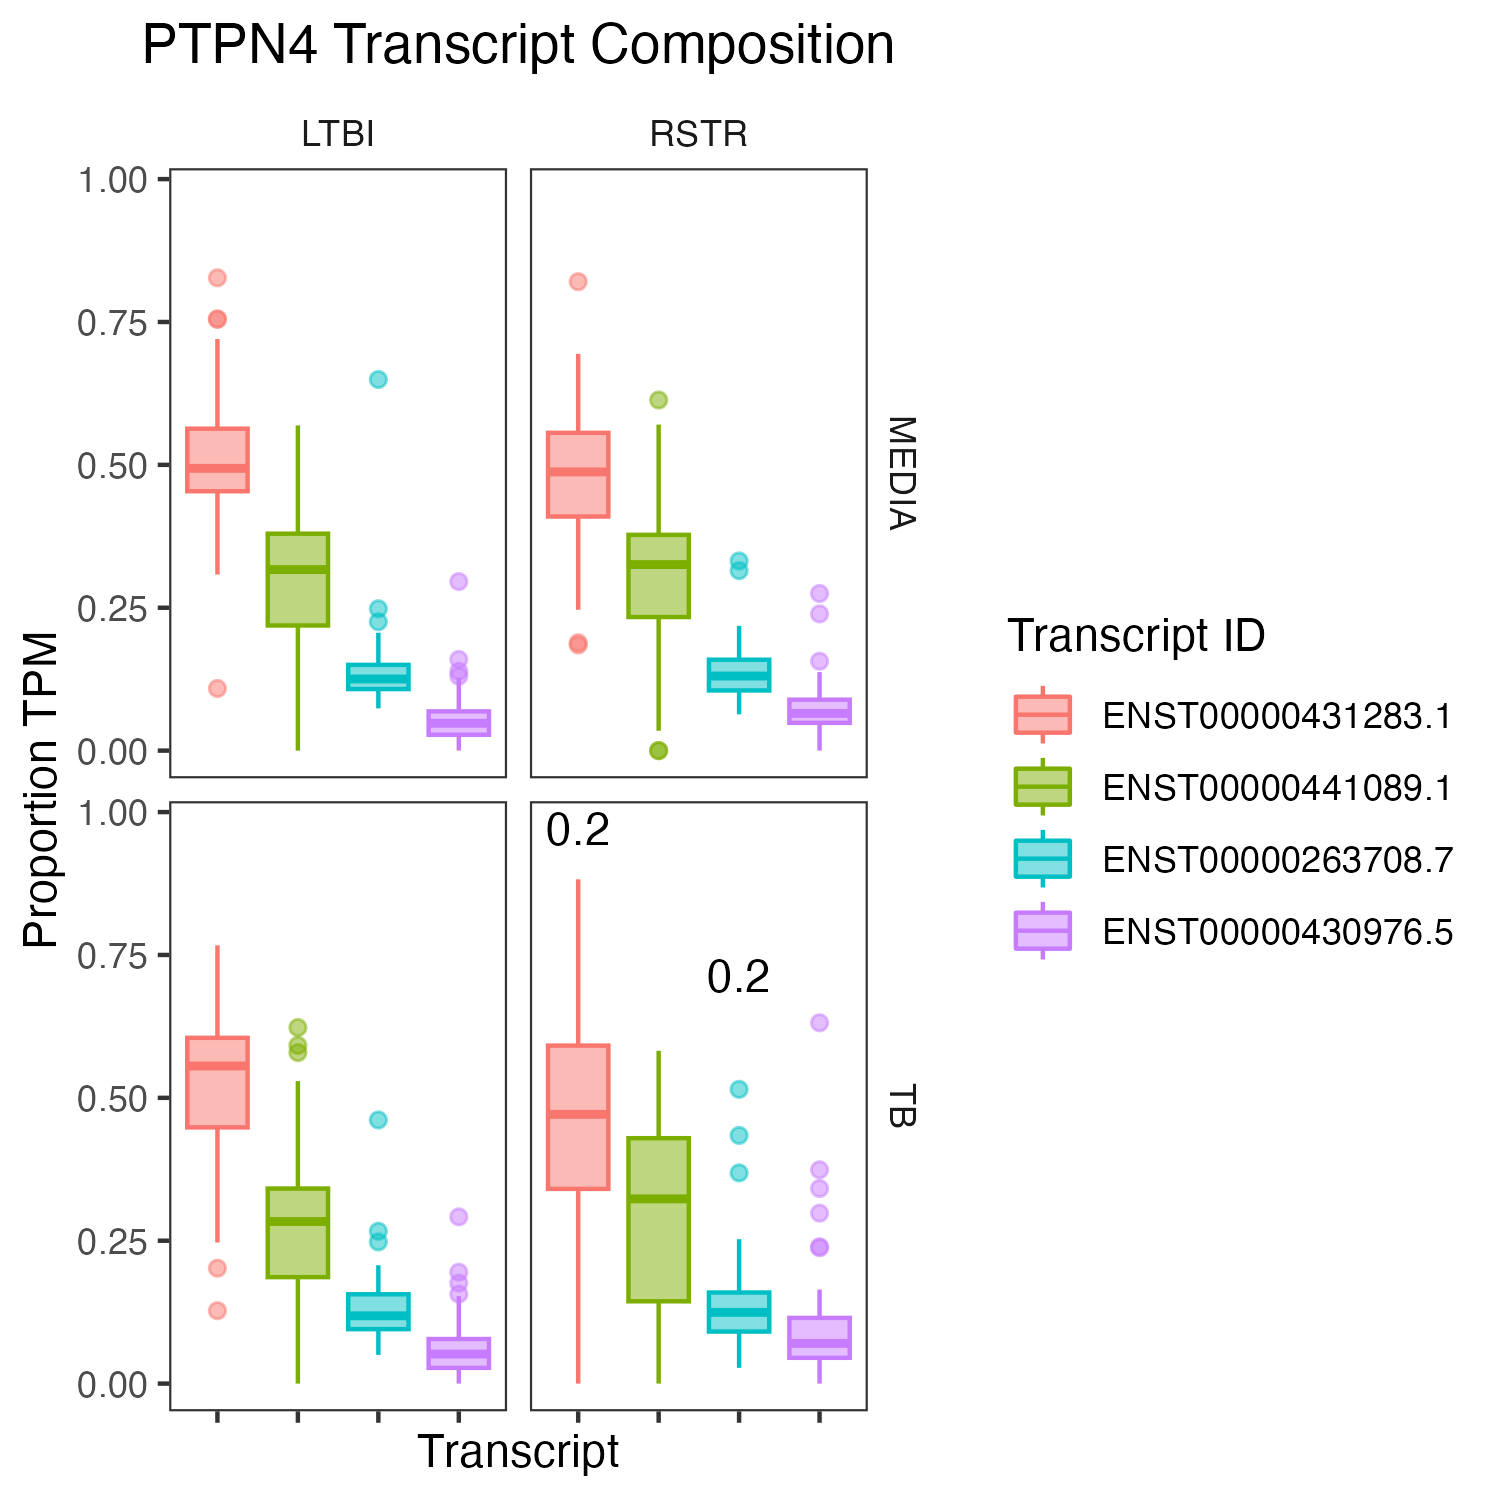 PTPN4 Transcript Composition
LTBI
RSTR
1.00
0.75
0.50
0.25
0.00
MEDIA
1.00
0.75
0.50
0.25
0.00
0.2
0.2
TB
Proportion TPM
Transcript
Transcript ID
ENST00000431283.1
ENST00000441089.1
ENST00000263708.7
ENST00000430976.5